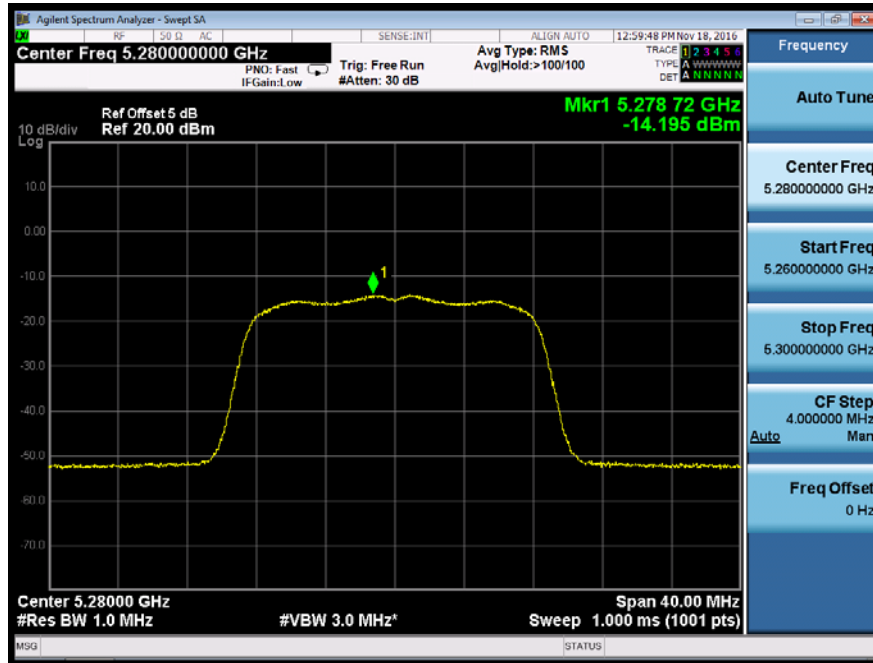 Agilent Spectrum Analyzer - Swept SA
LXI RF 50 Ω AC SENSE:INT ALIGN AUTO 12:59:48 PM Nov 18, 2016
Center Freq 5.280000000 GHz
PNO: Fast
IFGain:Low
Trig: Free Run
#Atten: 30 dB
Avg Type: RMS
Avg|Hold:>100/100
TRACE 1 2 3 4 5 6
TYPE A WWWWW
DET A N N N N N
Ref Offset 5 dB
10 dB/div Ref 20.00 dBm
Log
Mkr1 5.278 72 GHz
-14.195 dBm
10.0
0.00
-10.0
-20.0
-30.0
-40.0
-50.0
-60.0
-70.0
1
Center 5.28000 GHz Span 40.00 MHz
#Res BW 1.0 MHz #VBW 3.0 MHz* Sweep 1.000 ms (1001 pts)
MSG STATUS
Frequency
Auto Tune
Center Freq
5.280000000 GHz
Start Freq
5.260000000 GHz
Stop Freq
5.300000000 GHz
CF Step
4.000000 MHz
Auto Man
Freq Offset
0 Hz